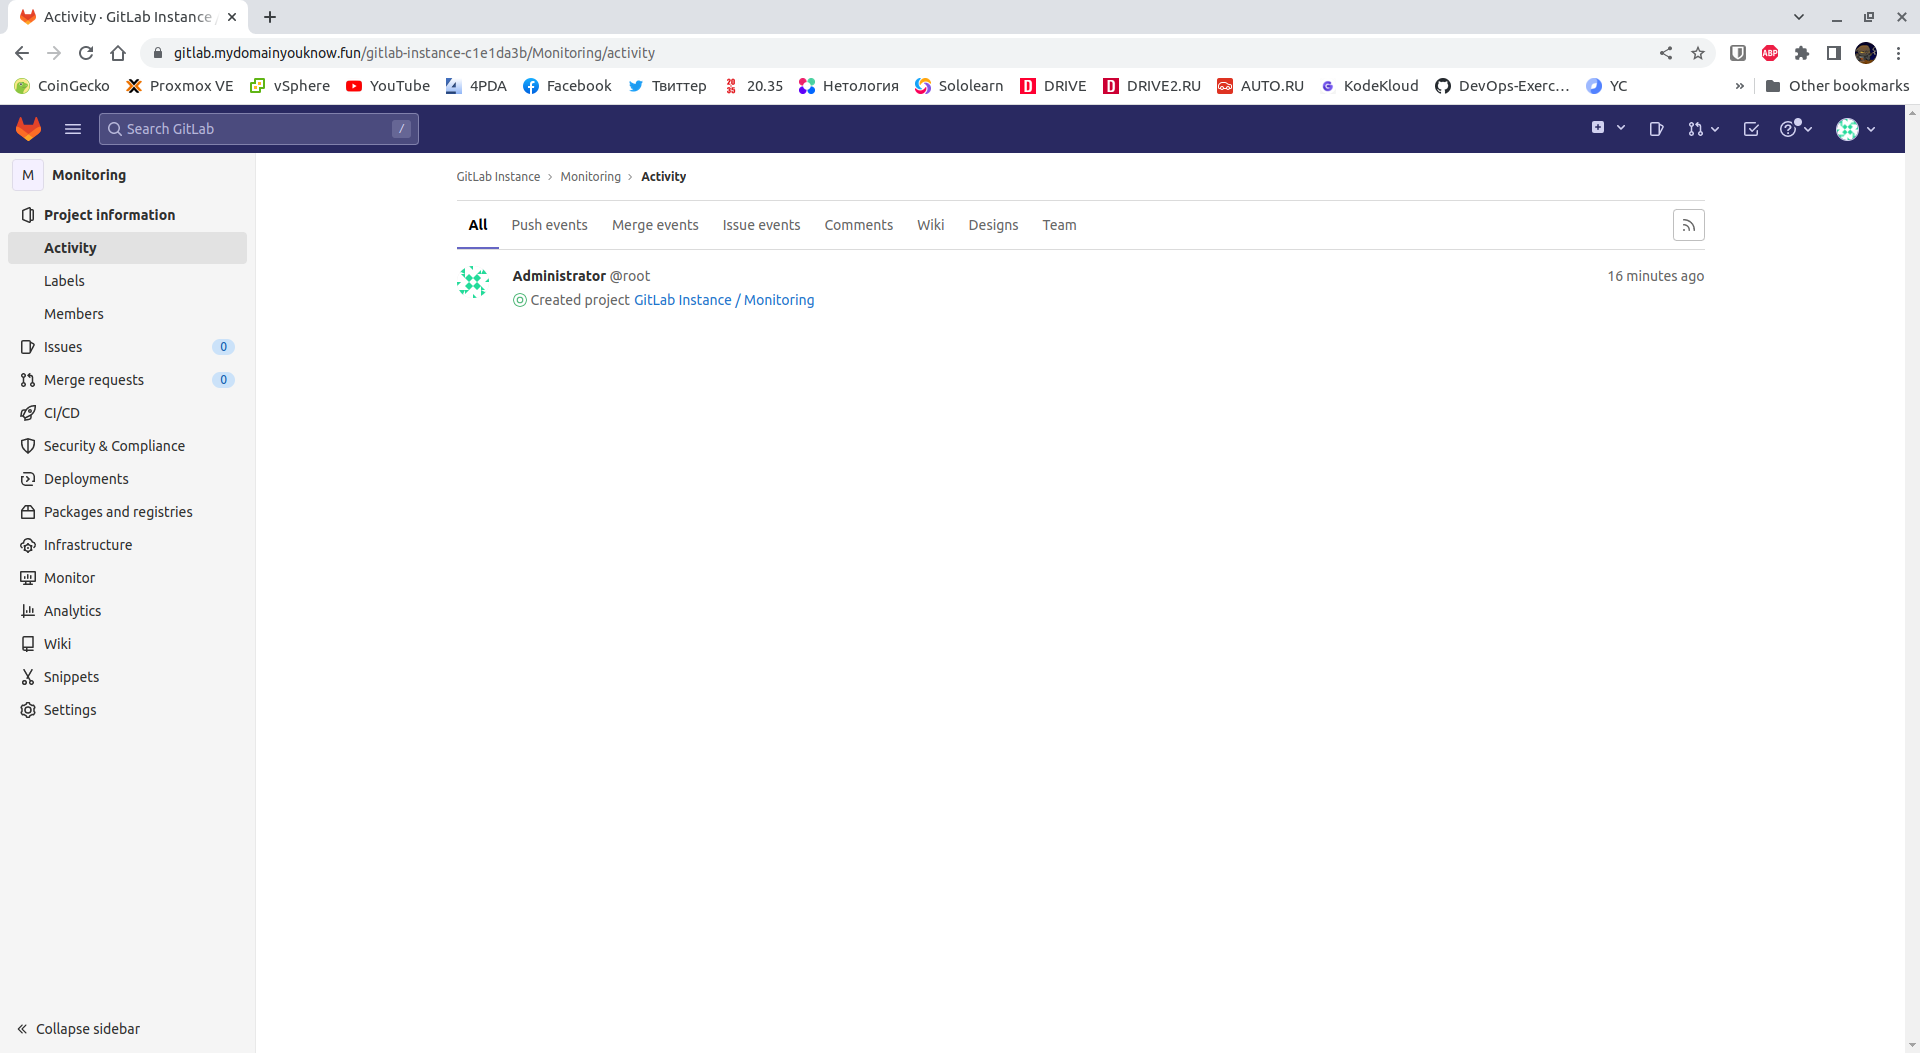 Activity · GitLab Instance /
gitlab.mydomainyouknow.fun/gitlab-instance-c1e1da3b/Monitoring/activity
ABP
CoinGecko Proxmox VE vSphere YouTube 4PDA Facebook Твиттер 20.35 Нетология Sololearn DRIVE DRIVE2.RU AUTO.RU KodeKloud DevOps-Exerc... YC » Other bookmarks
Search GitLab /
M Monitoring
Project information
Activity
Labels
Members
Issues 0
Merge requests 0
CI/CD
Security & Compliance
Deployments
Packages and registries
Infrastructure
Monitor
Analytics
Wiki
Snippets
Settings
Collapse sidebar
GitLab Instance > Monitoring > Activity
All Push events Merge events Issue events Comments Wiki Designs Team
Administrator @root 16 minutes ago
Created project GitLab Instance / Monitoring